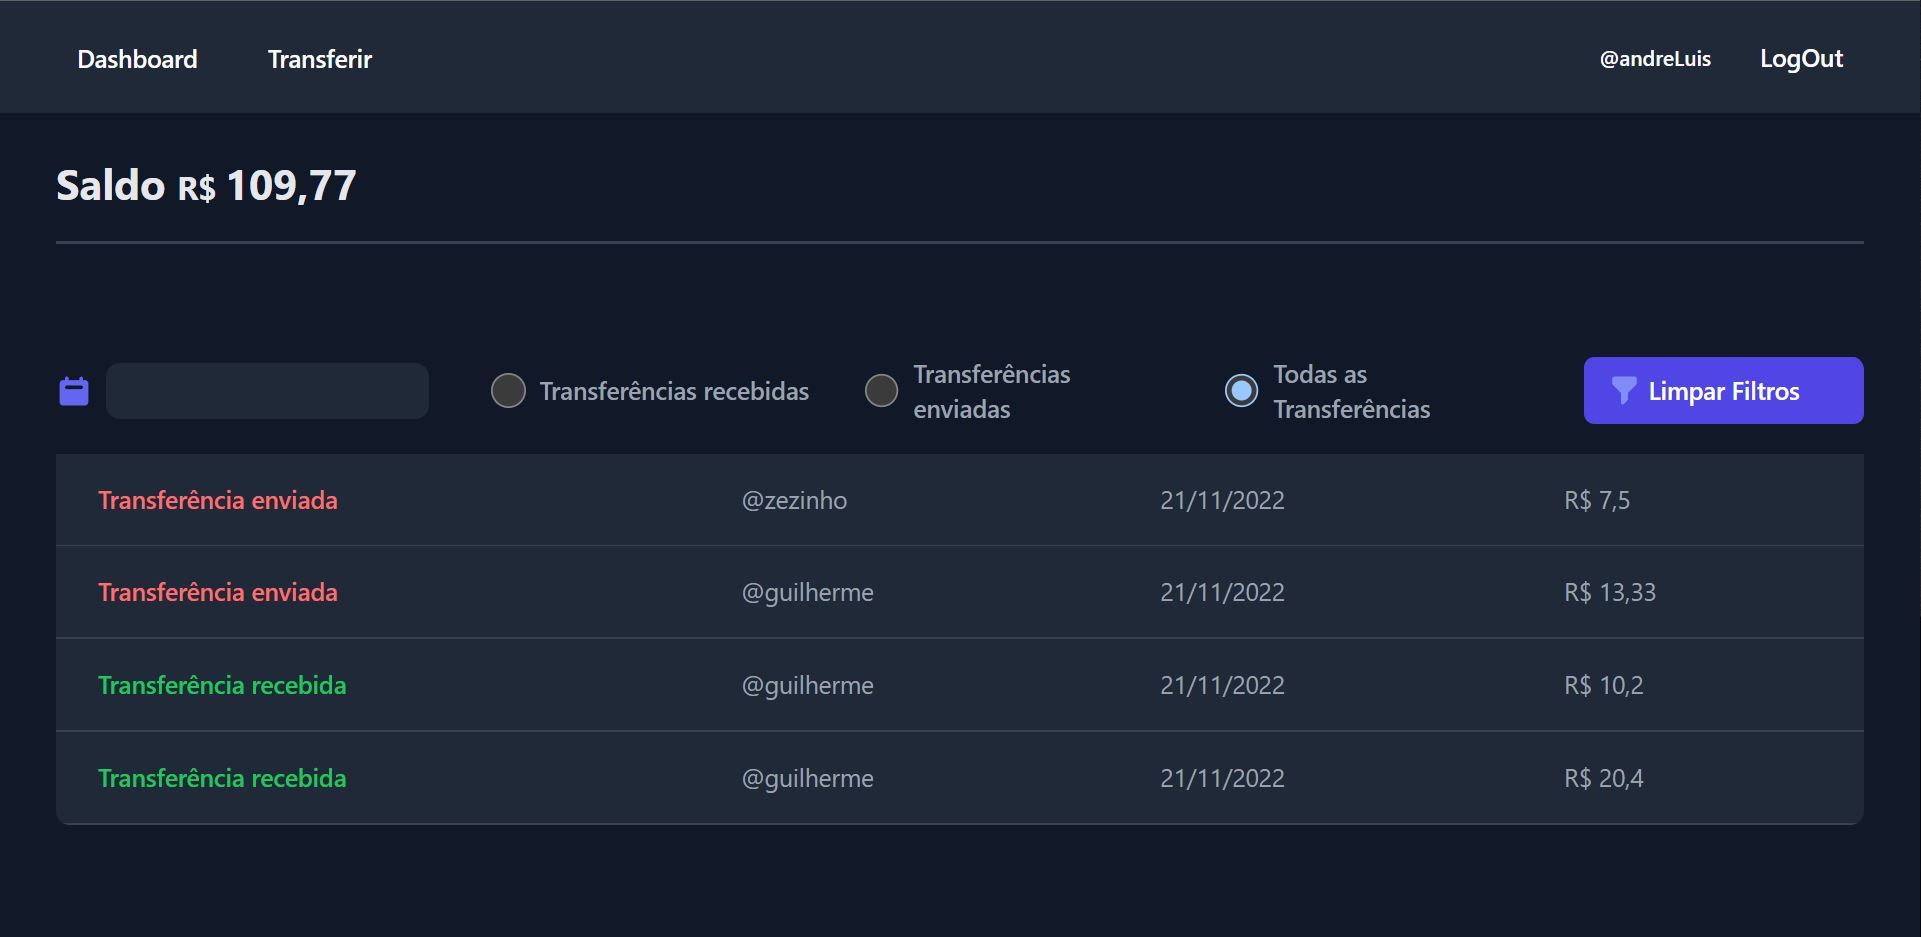 Dashboard Transferir @andreLuis LogOut
Saldo R$ 109,77
Transferências recebidas
Transferências
enviadas
Todas as
Transferências
Limpar Filtros
Transferência enviada @zezinho 21/11/2022 R$ 7,5
Transferência enviada @guilherme 21/11/2022 R$ 13,33
Transferência recebida @guilherme 21/11/2022 R$ 10,2
Transferência recebida @guilherme 21/11/2022 R$ 20,4